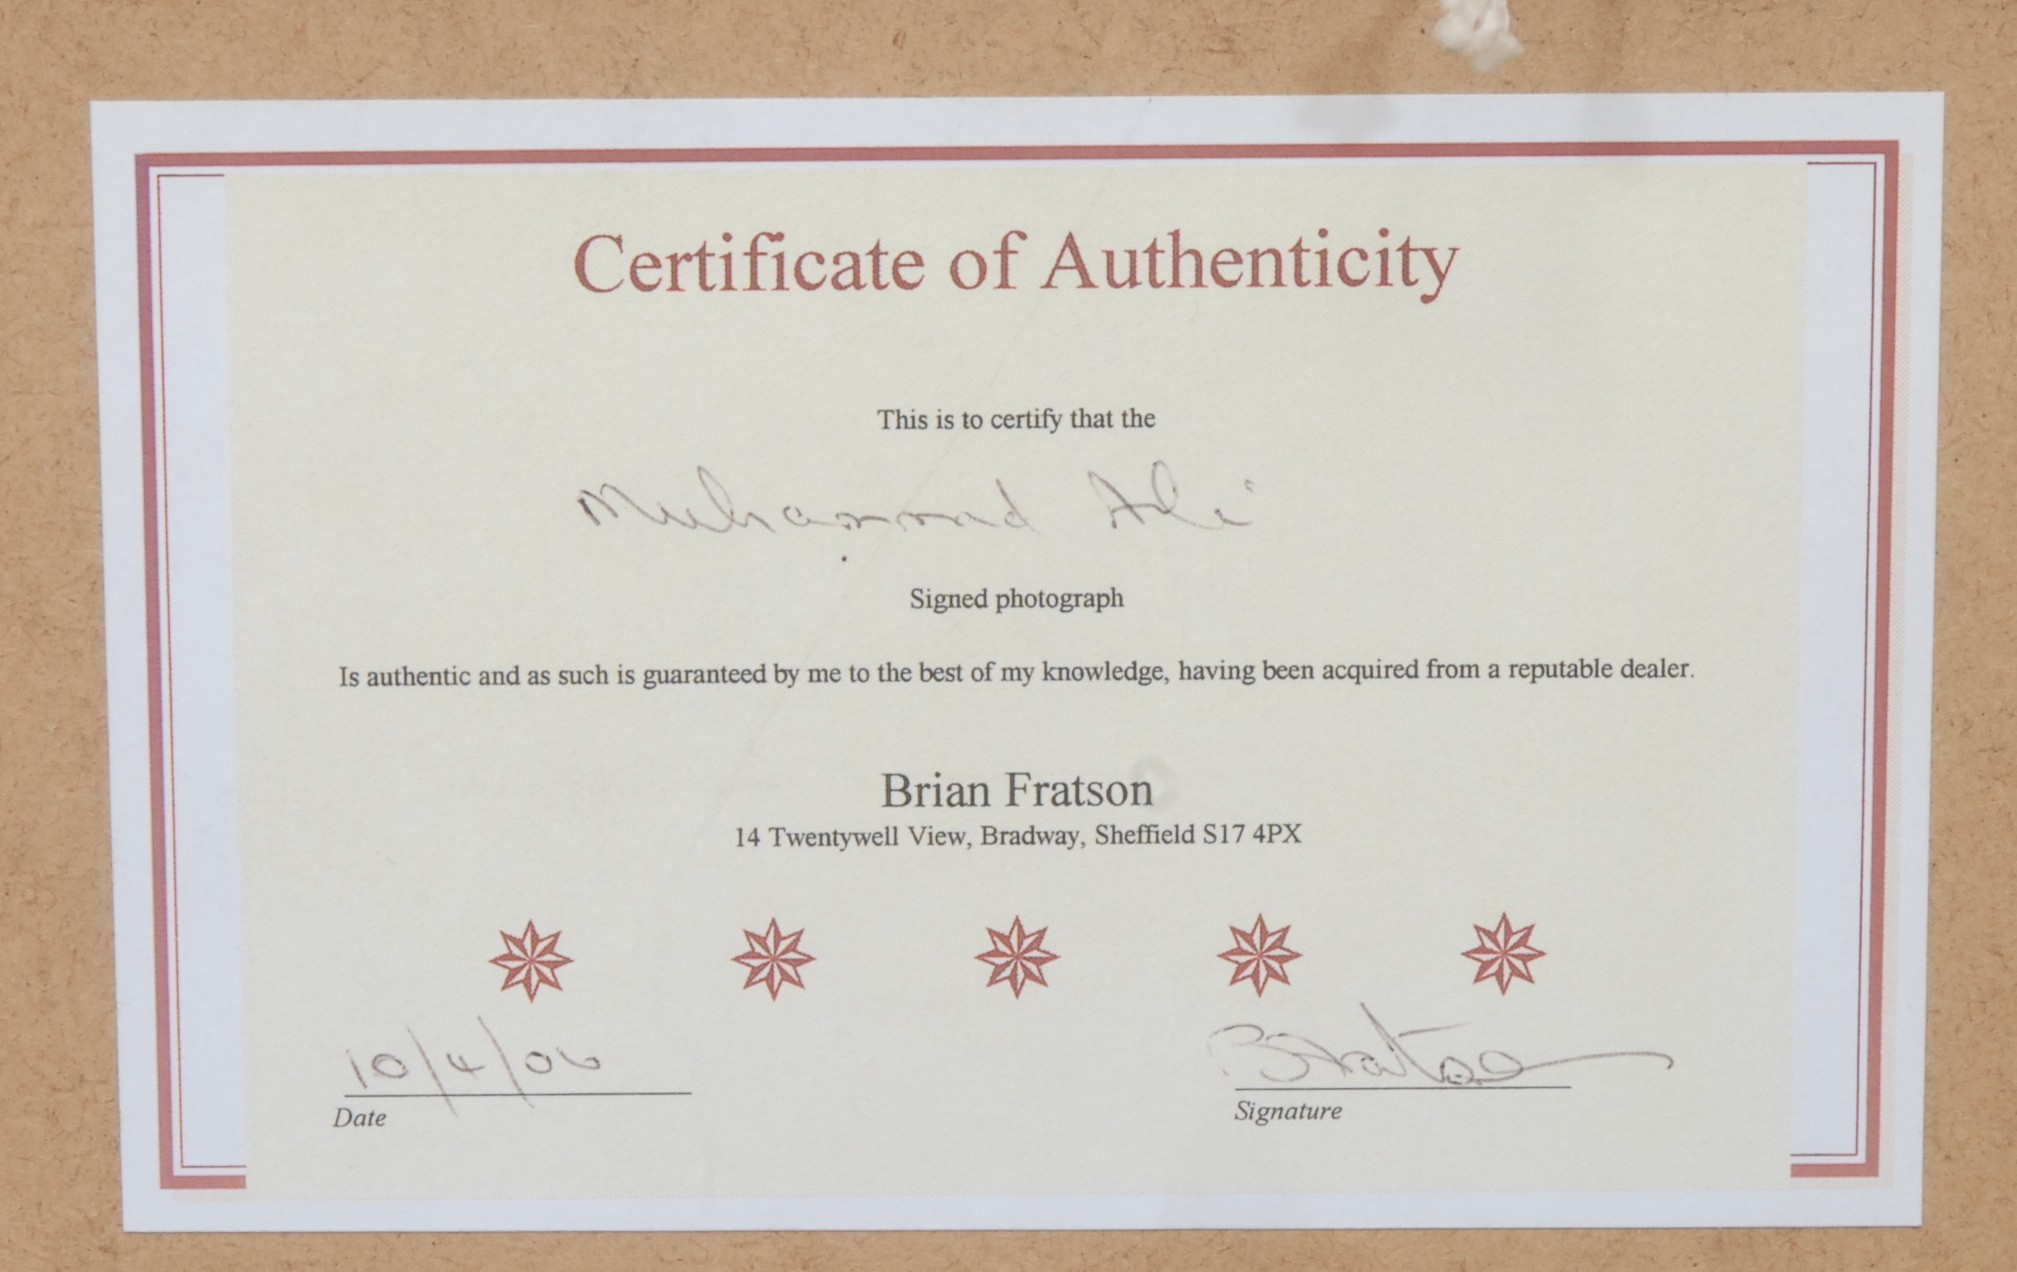 Certificate of Authenticity
This is to certify that the
Muhammad Ali
Signed photograph
Is authentic and as such is guaranteed by me to the best of my knowledge, having been acquired from a reputable dealer.
Brian Fratson
14 Twentywell View, Bradway, Sheffield S17 4PX
10/4/06
BFratson
Date
Signature